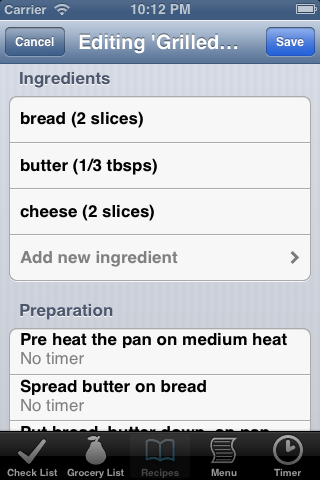 Carrier 10:12 PM
Cancel Editing 'Grilled... Save
Ingredients
bread (2 slices)
butter (1/3 tbsps)
cheese (2 slices)
Add new ingredient
Preparation
Pre heat the pan on medium heat
No timer
Spread butter on bread
No timer
Put bread, butter down, on pan
Check List Grocery List Recipes Menu Timer